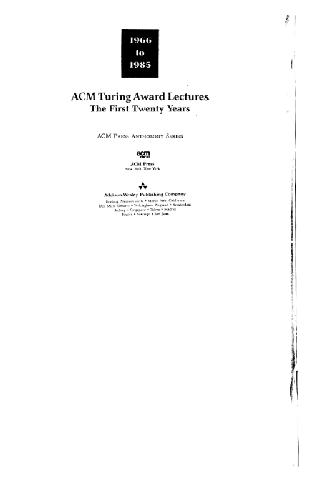 1966
to
1985
ACM Turing Award Lectures
The First Twenty Years
ACM PRESS ANTHOLOGY SERIES
acm
ACM Press
New York, New York
Addison-Wesley Publishing Company
Reading, Massachusetts • Menlo Park, California
Don Mills, Ontario • Wokingham, England • Amsterdam
Sydney • Singapore • Tokyo • Madrid
Bogotá • Santiago • San Juan